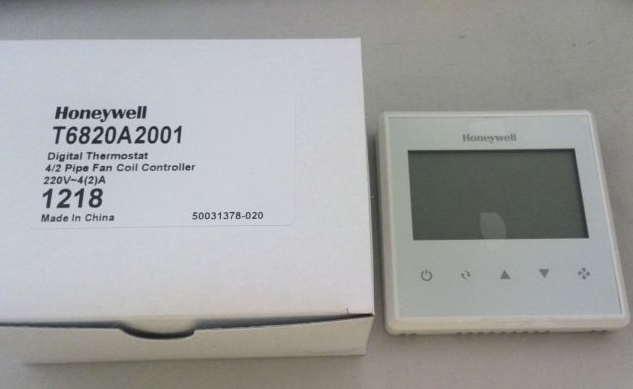 Honeywell
T6820A2001
Digital Thermostat
4/2 Pipe Fan Coil Controller
220V~4(2)A
1218
Made In China 50031378-020
Honeywell
Honeywell